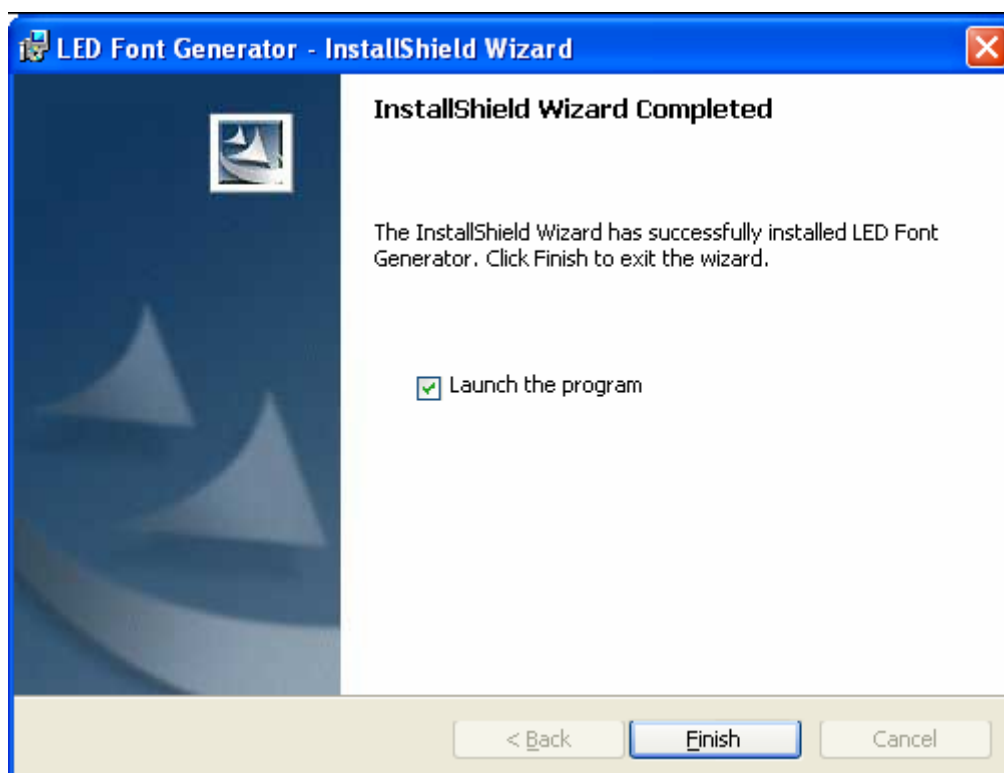 LED Font Generator - InstallShield Wizard
InstallShield Wizard Completed
The InstallShield Wizard has successfully installed LED Font
Generator. Click Finish to exit the wizard.
Launch the program
< Back Finish Cancel